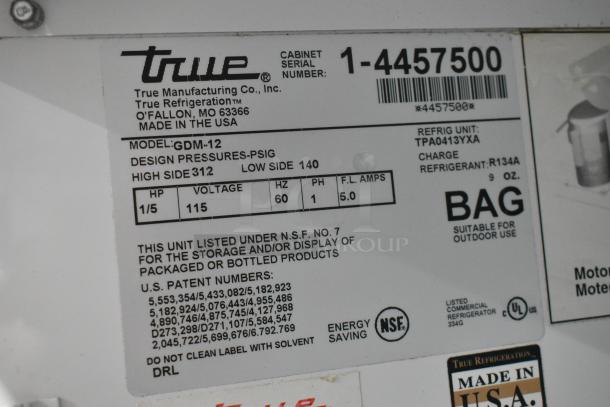 True®
True Manufacturing Co., Inc.
True Refrigeration™
O'FALLON, MO 63366
MADE IN THE USA
CABINET
SERIAL
NUMBER:
1-4457500
*4457500*
MODEL: GDM-12
DESIGN PRESSURES-PSIG
HIGH SIDE 312 LOW SIDE 140
REFRIG UNIT:
TPA0413YXA
CHARGE
REFRIGERANT: R134A
9 OZ.
HP VOLTAGE HZ PH F.L. AMPS
1/5 115 60 1 5.0
BAG
SUITABLE FOR
OUTDOOR USE
THIS UNIT LISTED UNDER N.S.F. NO. 7
FOR THE STORAGE AND/OR DISPLAY OF
PACKAGED OR BOTTLED PRODUCTS
GROUP
U.S. PATENT NUMBERS:
5,553,354/5,433,082/5,182,923
5,182,924/5,076,443/4,955,486
4,890,746/4,875,745/4,127,968
D273,298/D271,107/5,584,547
2,045,722/5,699,676/6.792.769
ENERGY
SAVING
NSF®
LISTED
COMMERCIAL
REFRIGERATOR
334G
c UL us
DO NOT CLEAN LABEL WITH SOLVENT
DRL
Motor
TRUE REFRIGERATION™
MADE IN
U.S.A.